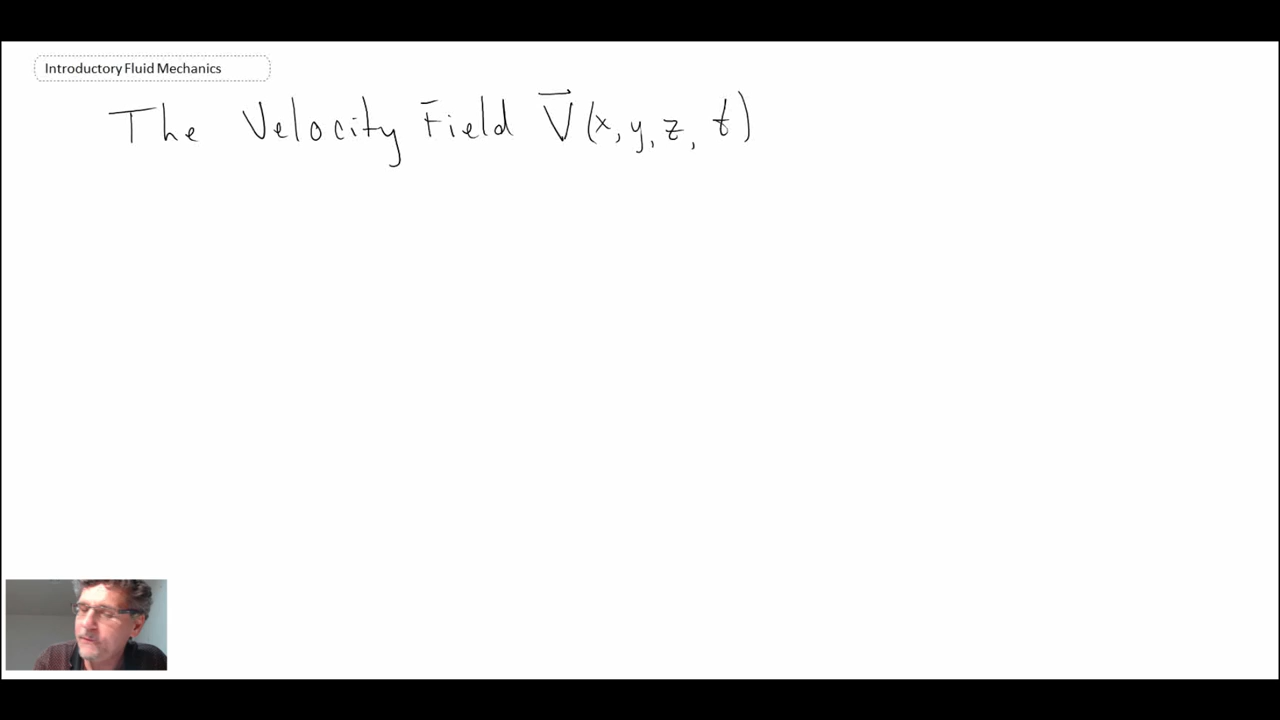 Introductory Fluid Mechanics
The Velocity Field V⃗(x, y, z, t)